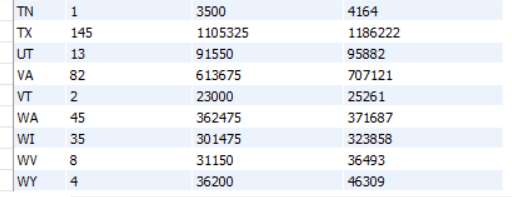 TN 1 3500 4164
TX 145 1105325 1186222
UT 13 91550 95882
VA 82 613675 707121
VT 2 23000 25261
WA 45 362475 371687
WI 35 301475 323858
WV 8 31150 36493
WY 4 36200 46309